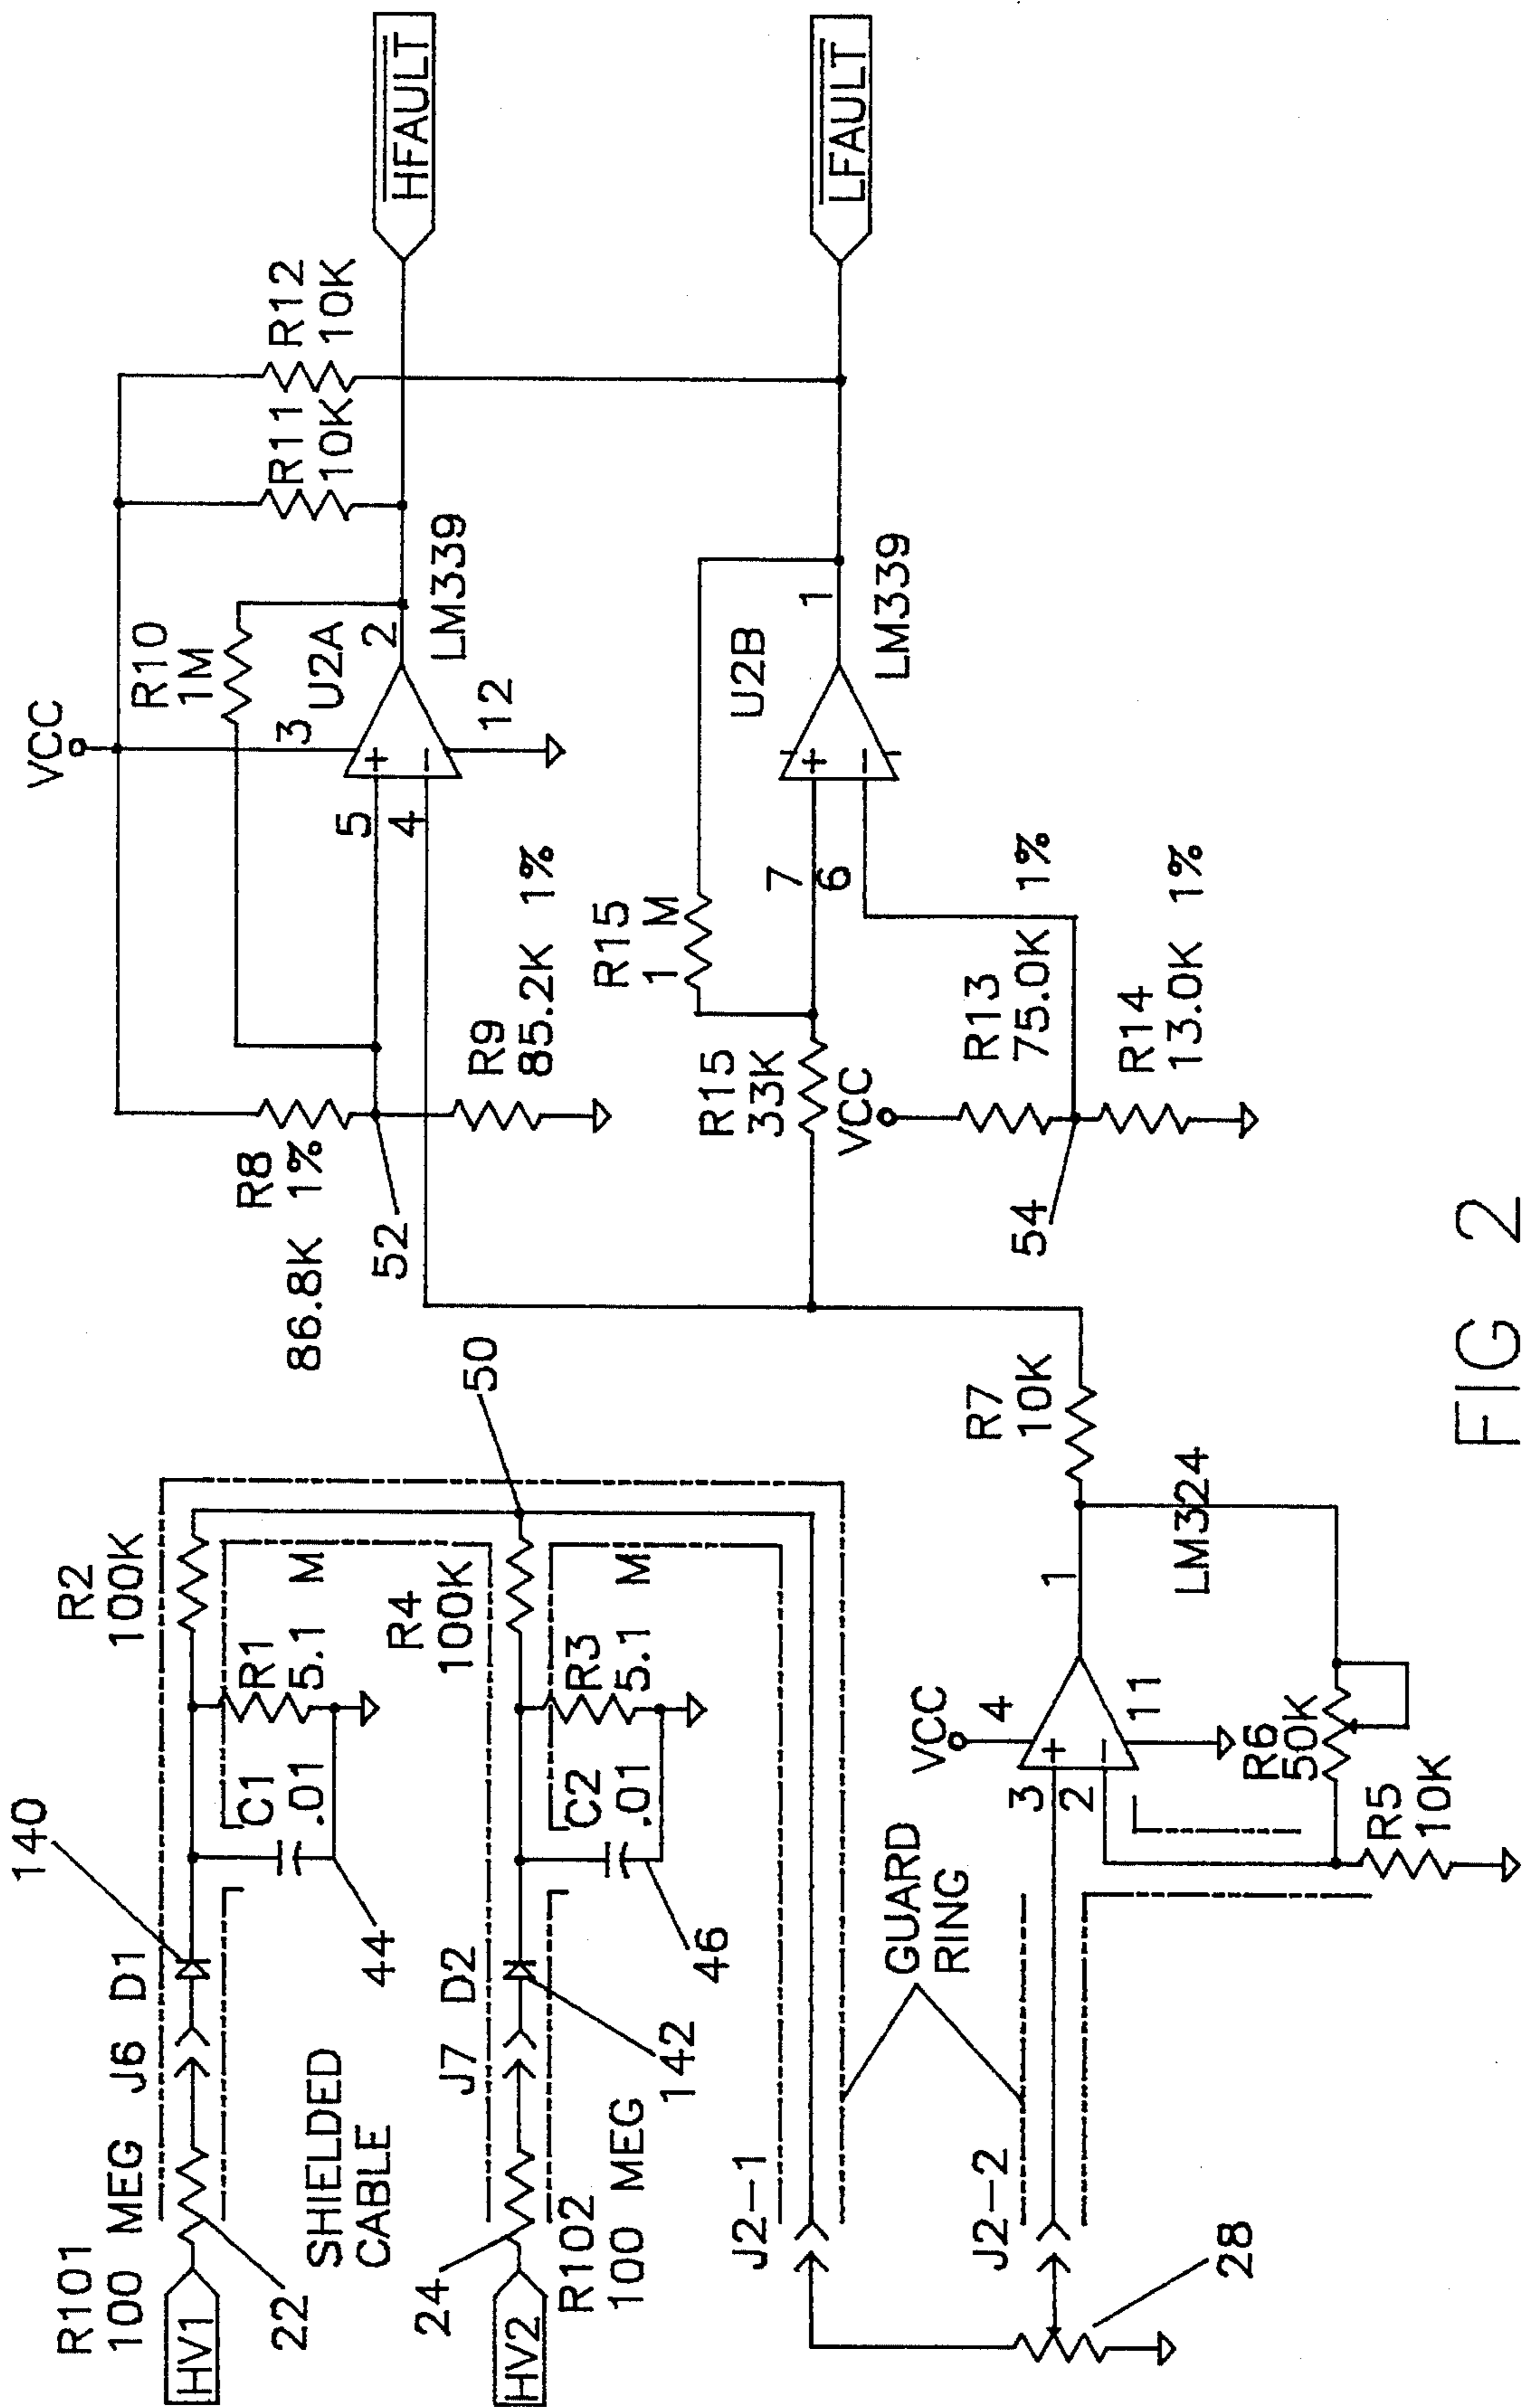 R101
100 MEG
J6
D1
140
R2
100K
HV1
22
SHIELDED
CABLE
44
C1
.01
R1
5.1 M
R4
100K
50
HV2
24
R102
100 MEG
J7
D2
142
46
C2
.01
R3
5.1 M
J2-1
J2-2
28
GUARD
RING
VCC
4
3
2
1
11
LM324
R6
50K
R5
10K
R7
10K
VCC
R8
86.8K 1%
52
R9
85.2K 1%
R10
1M
3
5
4
U2A
2
12
LM339
R11
10K
R12
10K
HFAULT
R15
33K
R15
1 M
7
6
U2B
1
LM339
LFAULT
VCC
R13
75.0K 1%
54
R14
13.0K 1%
FIG 2